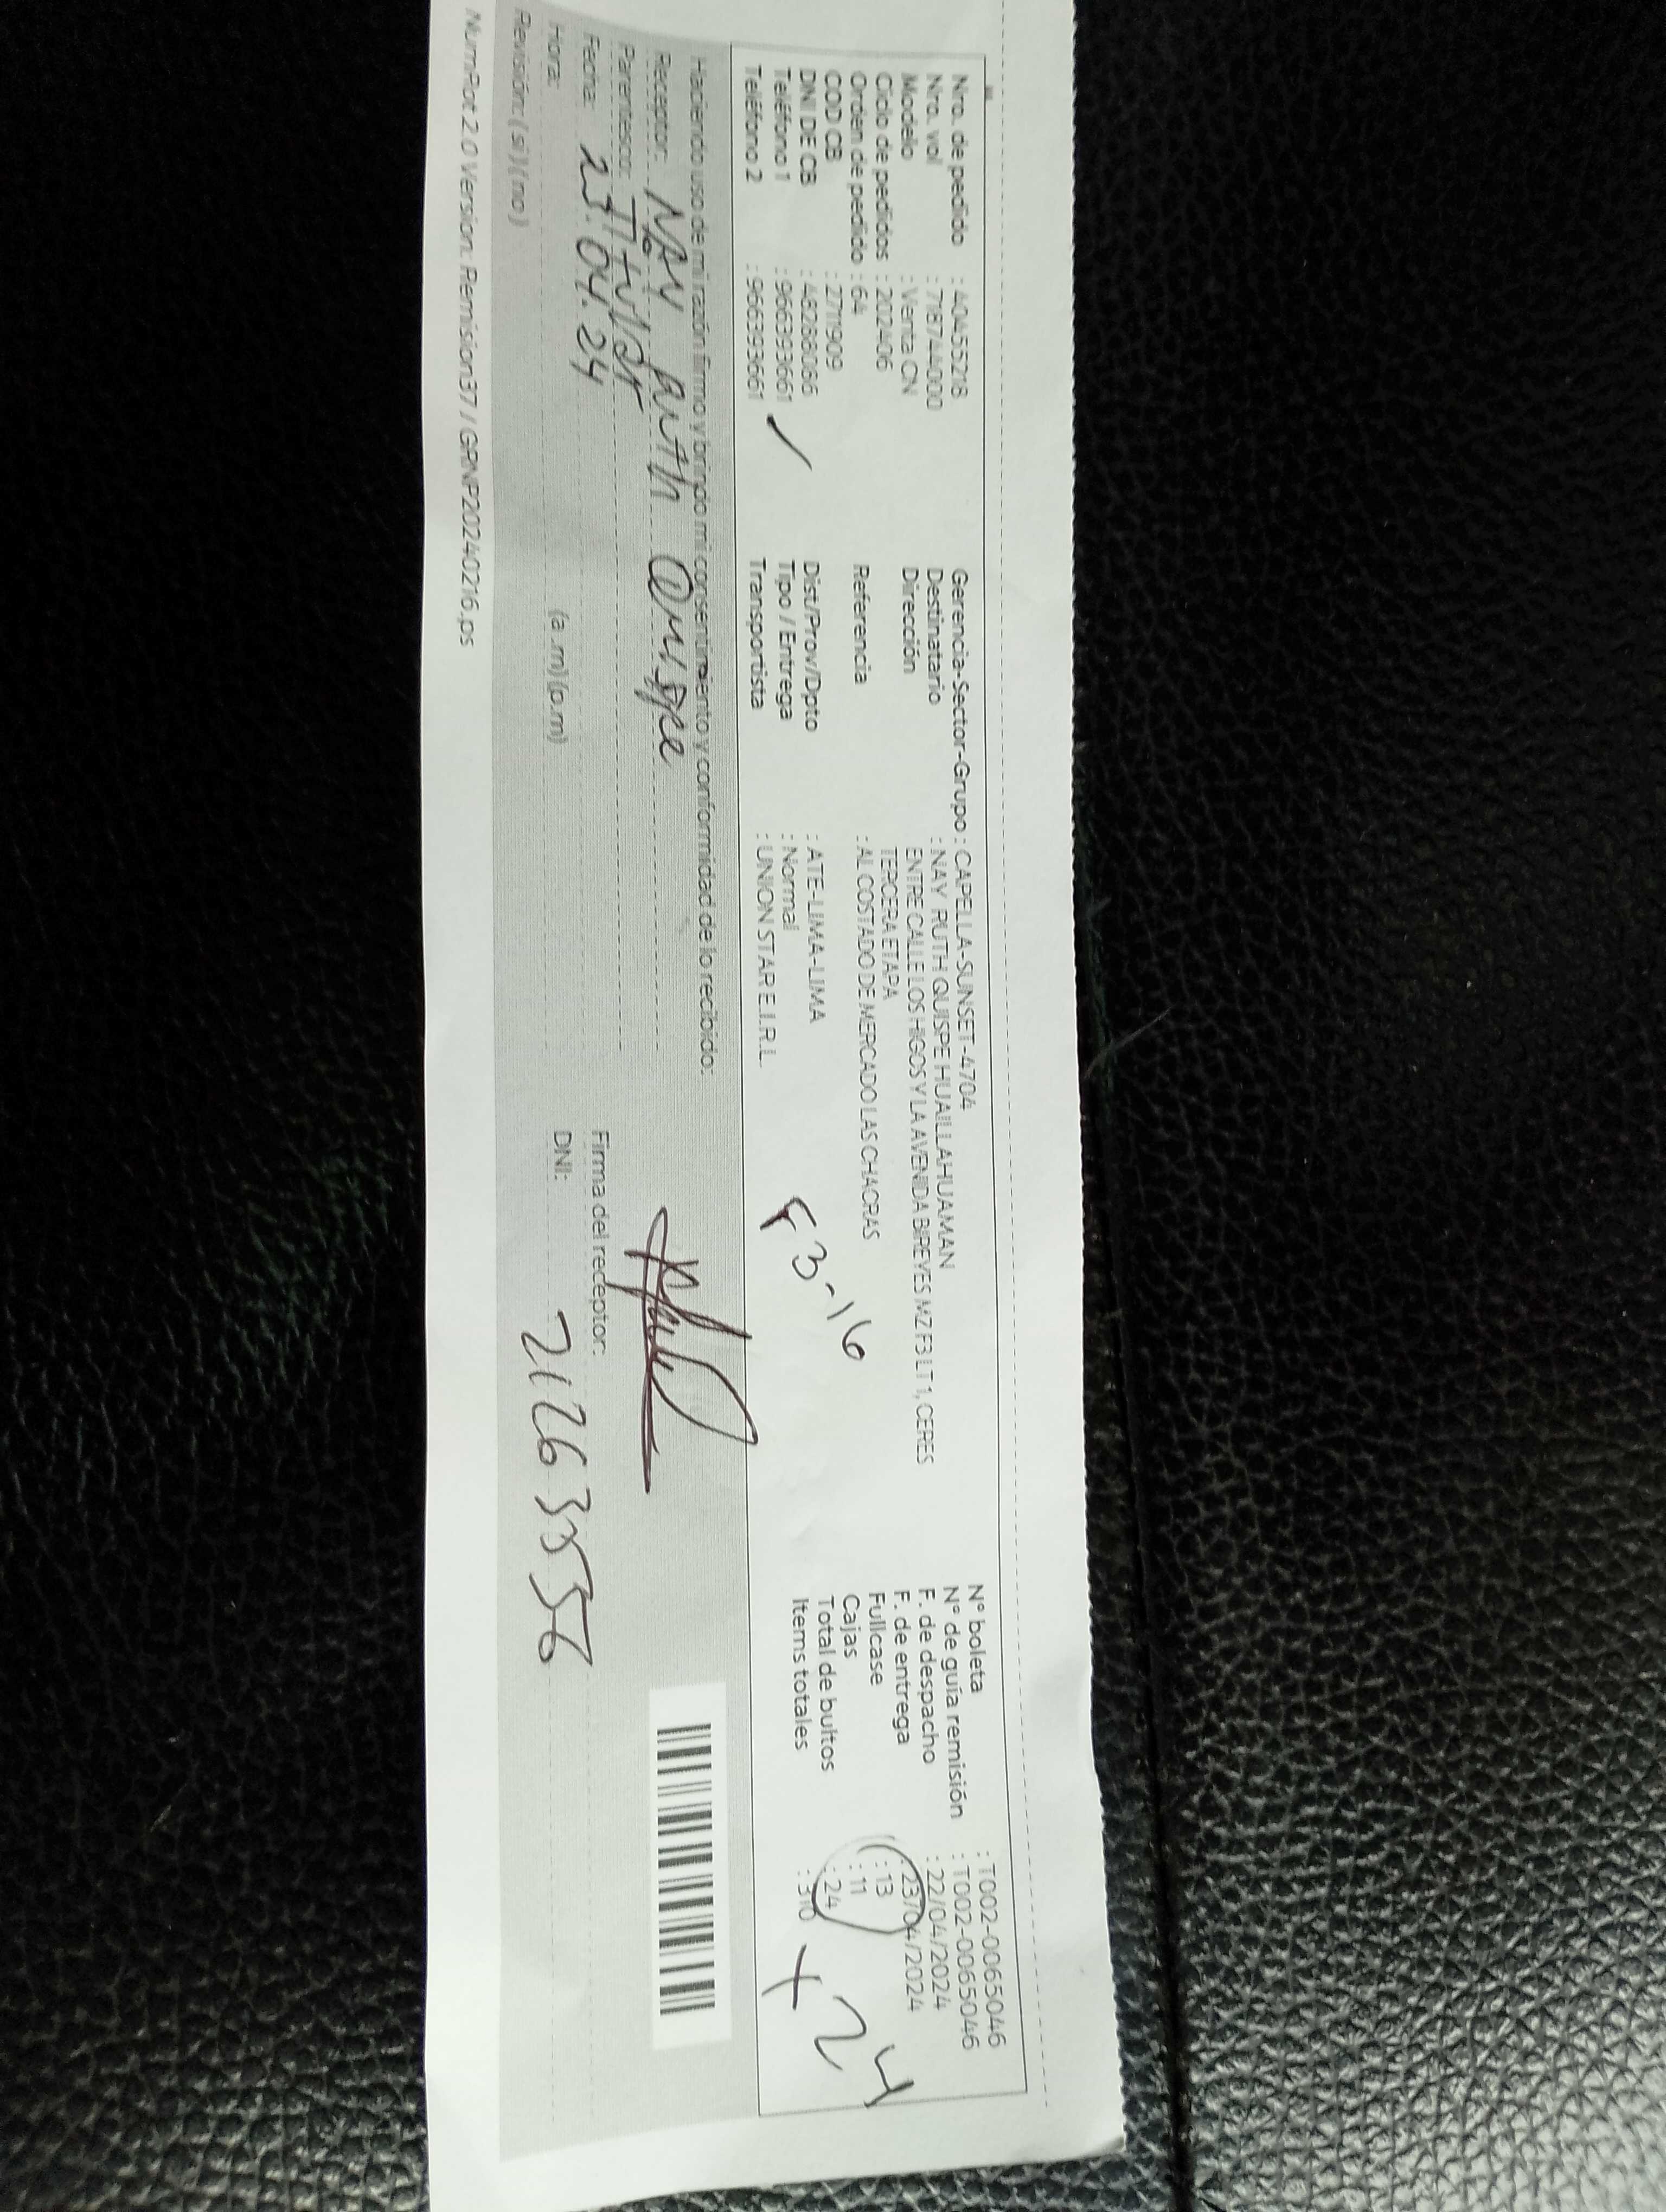 Nro. de pedido : 404552218
Nro. vol : 718744400
Modelo : Venta CN
Ciclo de pedidos : 202406
Orden de pedido : 64
COD CB : 2711909
DNI DE CB : 48288086
Teléfono 1 : 966393661
Teléfono 2 : 966393661
Gerencia-Sector-Grupo : CAPELLA-SUNSET-4704
Destinatario : NAY RUTH QUISPE HUAILLAHUAMAN
Dirección ENTRE CALLE LOS HIGOS Y LA AVENIDA BIREYES MZ F3 LT 1, CERES
TERCERA ETAPA
Referencia : AL COSTADO DE MERCADO LAS CHACRAS
Dist/Prov/Dpto : ATE-LIMA-LIMA
Tipo / Entrega : Normal
Transportista : UNION STAR E.I.R.L.
F3-16
N° boleta : T002-0065046
N° de guía remisión : T002-0065046
F. de despacho : 22/04/2024
F. de entrega : 23/04/2024
Fullcase : 13
Cajas : 11
Total de bultos : 24
Items totales : 310
+ 24
Haciendo uso de mi razón firmo y brindo mi consentimiento y conformidad de lo recibido:
Receptor: NAY Ruth Quispe
Parentesco: Titular
Fecha: 23.04.24
Hora: (a.m) (p.m)
Revisión: ( si ) ( no )
Firma del receptor:
DNI:
NumRot 2.0 Version: Remision37 / GRNP20240216.ps